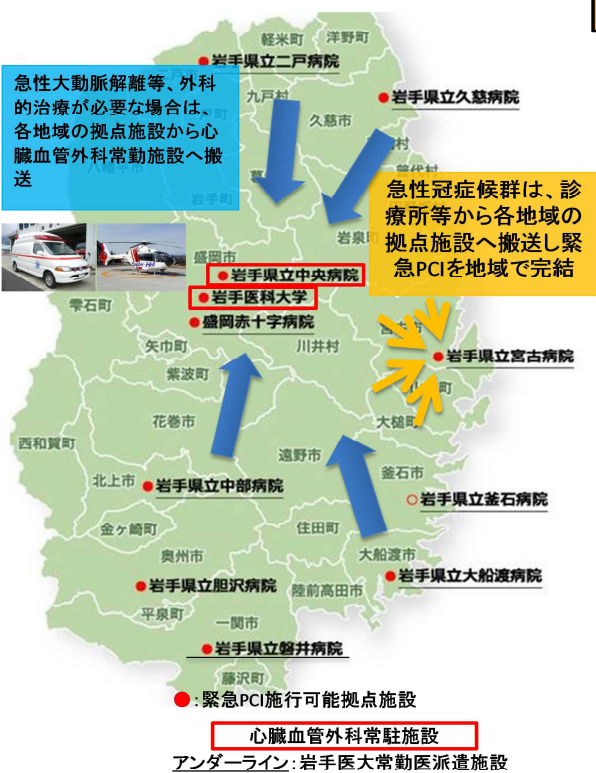 軽米町
洋野町
岩手県立二戸病院
急性大動脈解離等、外科
的治療が必要な場合は、
各地域の拠点施設から心
臓血管外科常勤施設へ搬
送
九戸村
岩手県立久慈病院
久慈市
岩手町
急性冠症候群は、診
療所等から各地域の
拠点施設へ搬送し緊
急PCIを地域で完結
岩泉町
盛岡市
岩手県立中央病院
岩手医科大学
雫石町
盛岡赤十字病院
矢巾町
川井村
岩手県立宮古病院
紫波町
花巻市
大槌町
西和賀町
遠野市
釜石市
北上市
岩手県立中部病院
岩手県立釜石病院
金ヶ崎町
住田町
奥州市
大船渡市
岩手県立大船渡病院
岩手県立胆沢病院
陸前高田市
平泉町
一関市
岩手県立磐井病院
藤沢町
●:緊急PCI施行可能拠点施設
心臓血管外科常駐施設
アンダーライン:岩手医大常勤医派遣施設